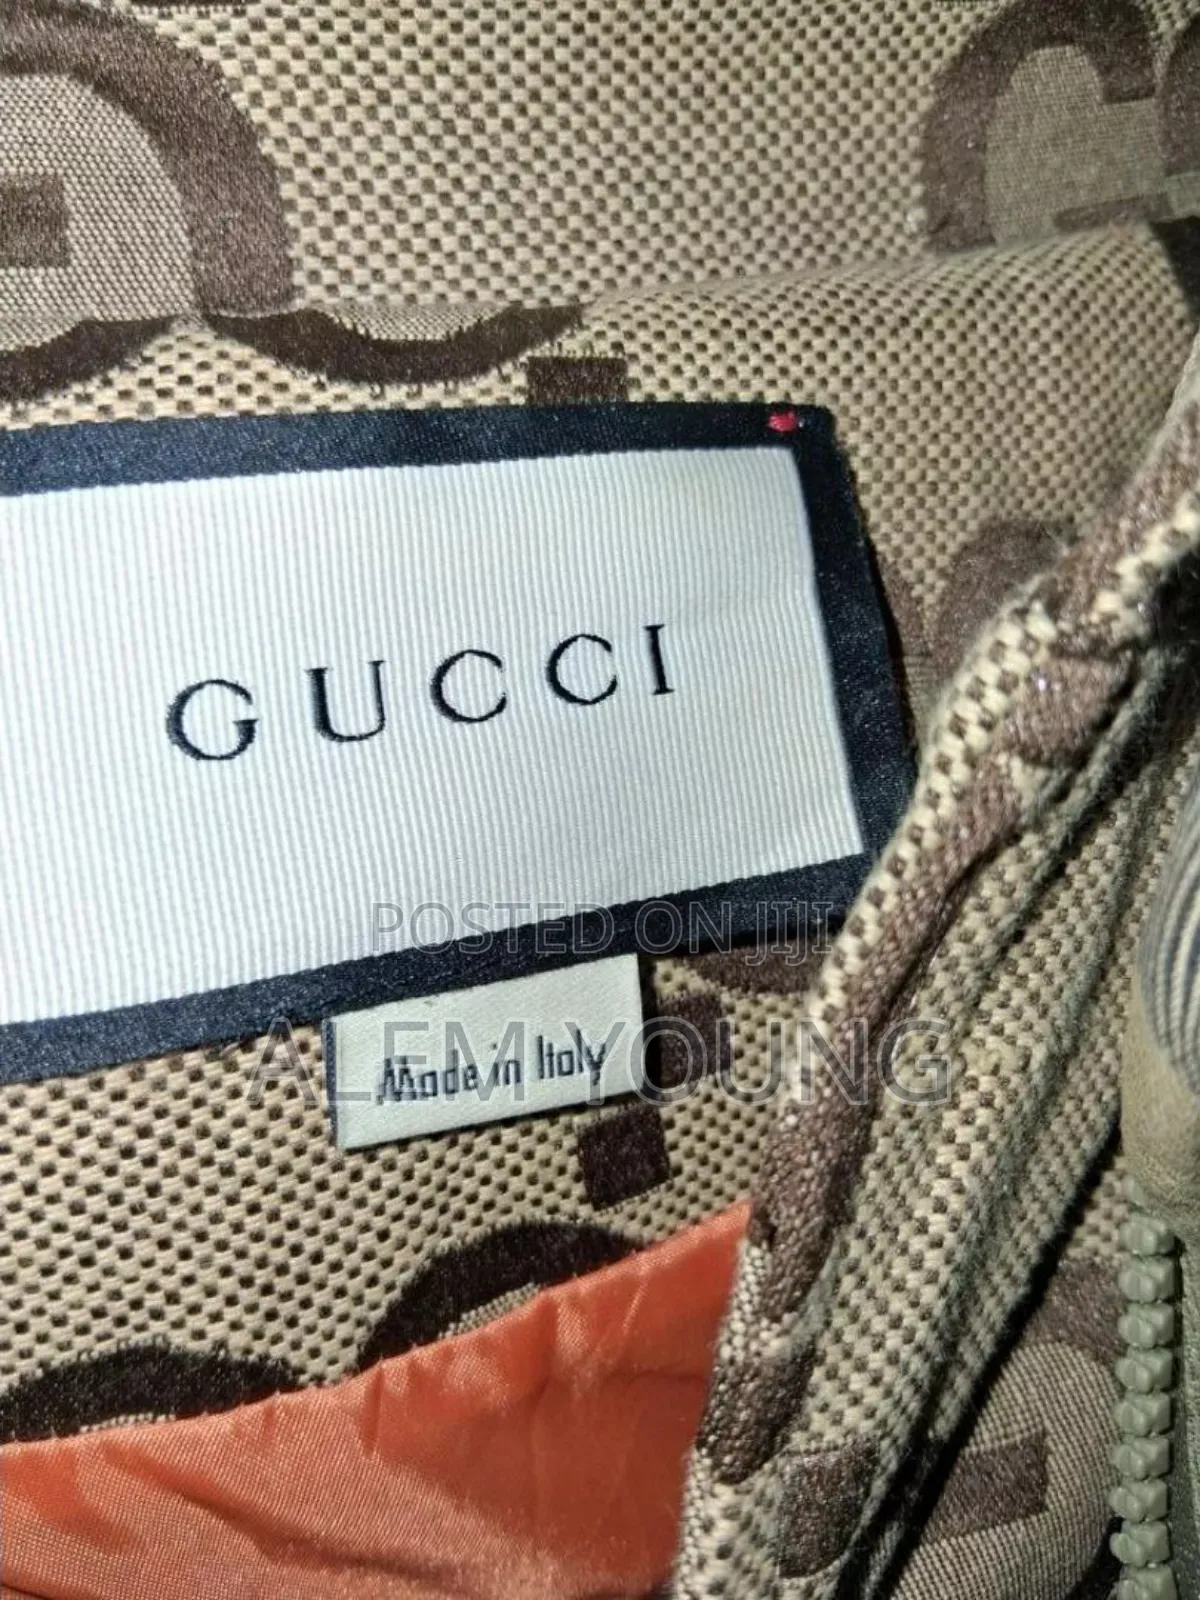 GUCCI
POSTED ON JIJI
ALEM YOUNG
Made in Italy